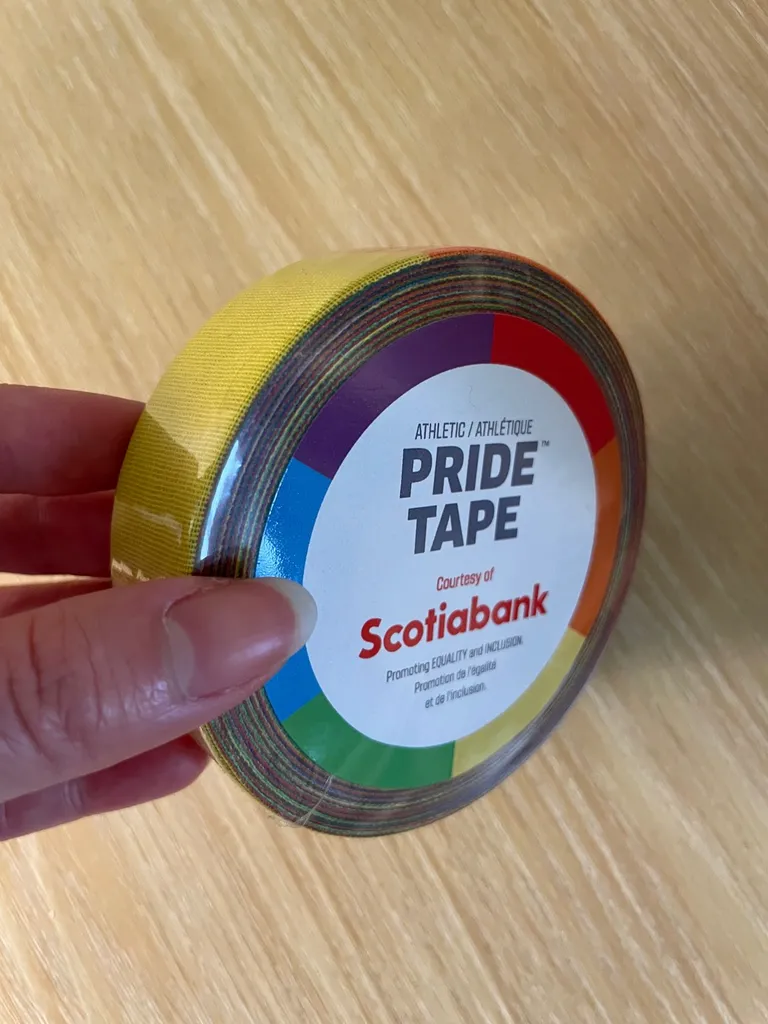 ATHLETIC / ATHLÉTIQUE
PRIDE™
TAPE
Courtesy of
Scotiabank
Promoting EQUALITY and INCLUSION.
Promotion de l'égalité
et de l'inclusion.